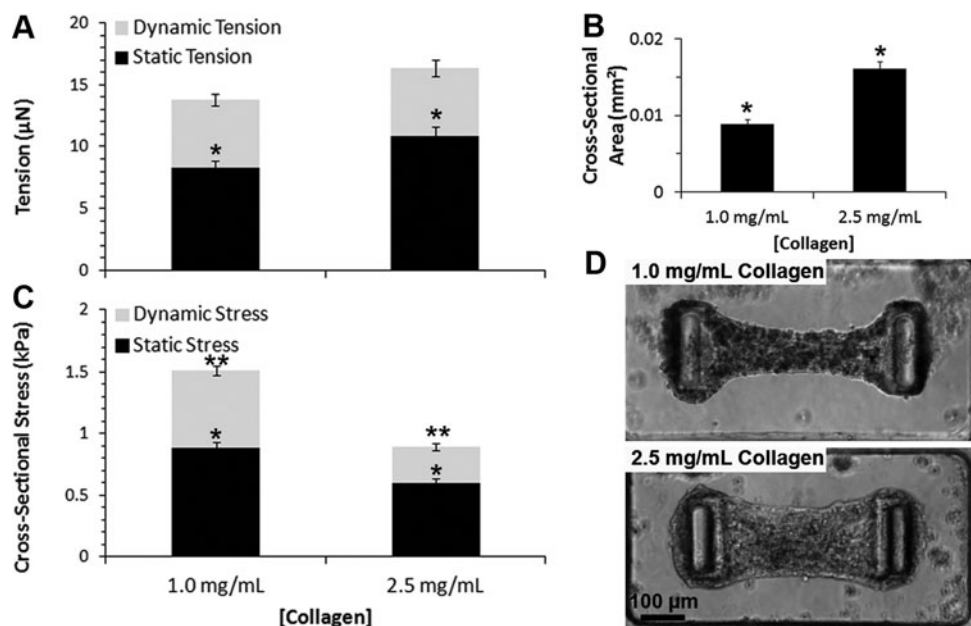 A
Tension (µN)
20
15
10
5
0
Dynamic Tension
Static Tension
*
*
B
Cross-Sectional
Area (mm²)
0.02
0.01
0
*
*
1.0 mg/mL 2.5 mg/mL
[Collagen]
C
Cross-Sectional Stress (kPa)
2
1.5
1
0.5
0
Dynamic Stress
Static Stress
**
*
**
*
1.0 mg/mL 2.5 mg/mL
[Collagen]
D
1.0 mg/mL Collagen
2.5 mg/mL Collagen
100 µm